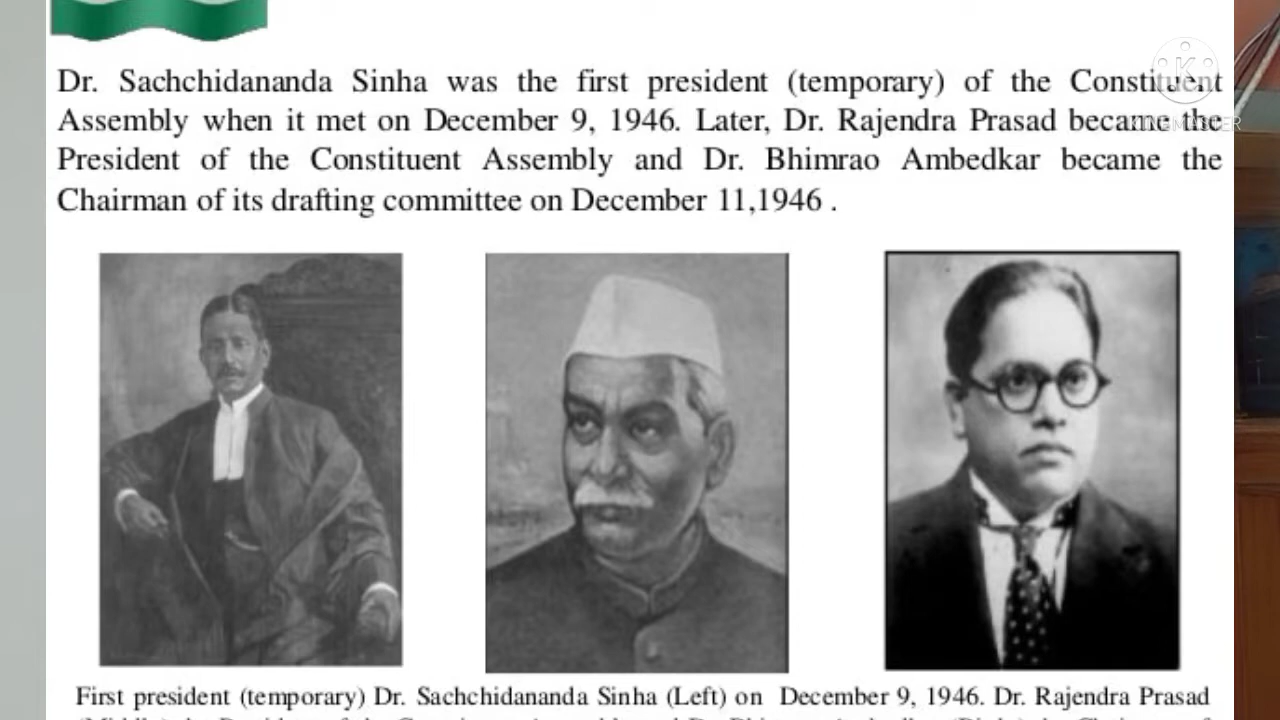 Dr. Sachchidananda Sinha was the first president (temporary) of the Constituent
Assembly when it met on December 9, 1946. Later, Dr. Rajendra Prasad became the
President of the Constituent Assembly and Dr. Bhimrao Ambedkar became the
Chairman of its drafting committee on December 11,1946 .
K
KINEMASTER
First president (temporary) Dr. Sachchidananda Sinha (Left) on December 9, 1946. Dr. Rajendra Prasad